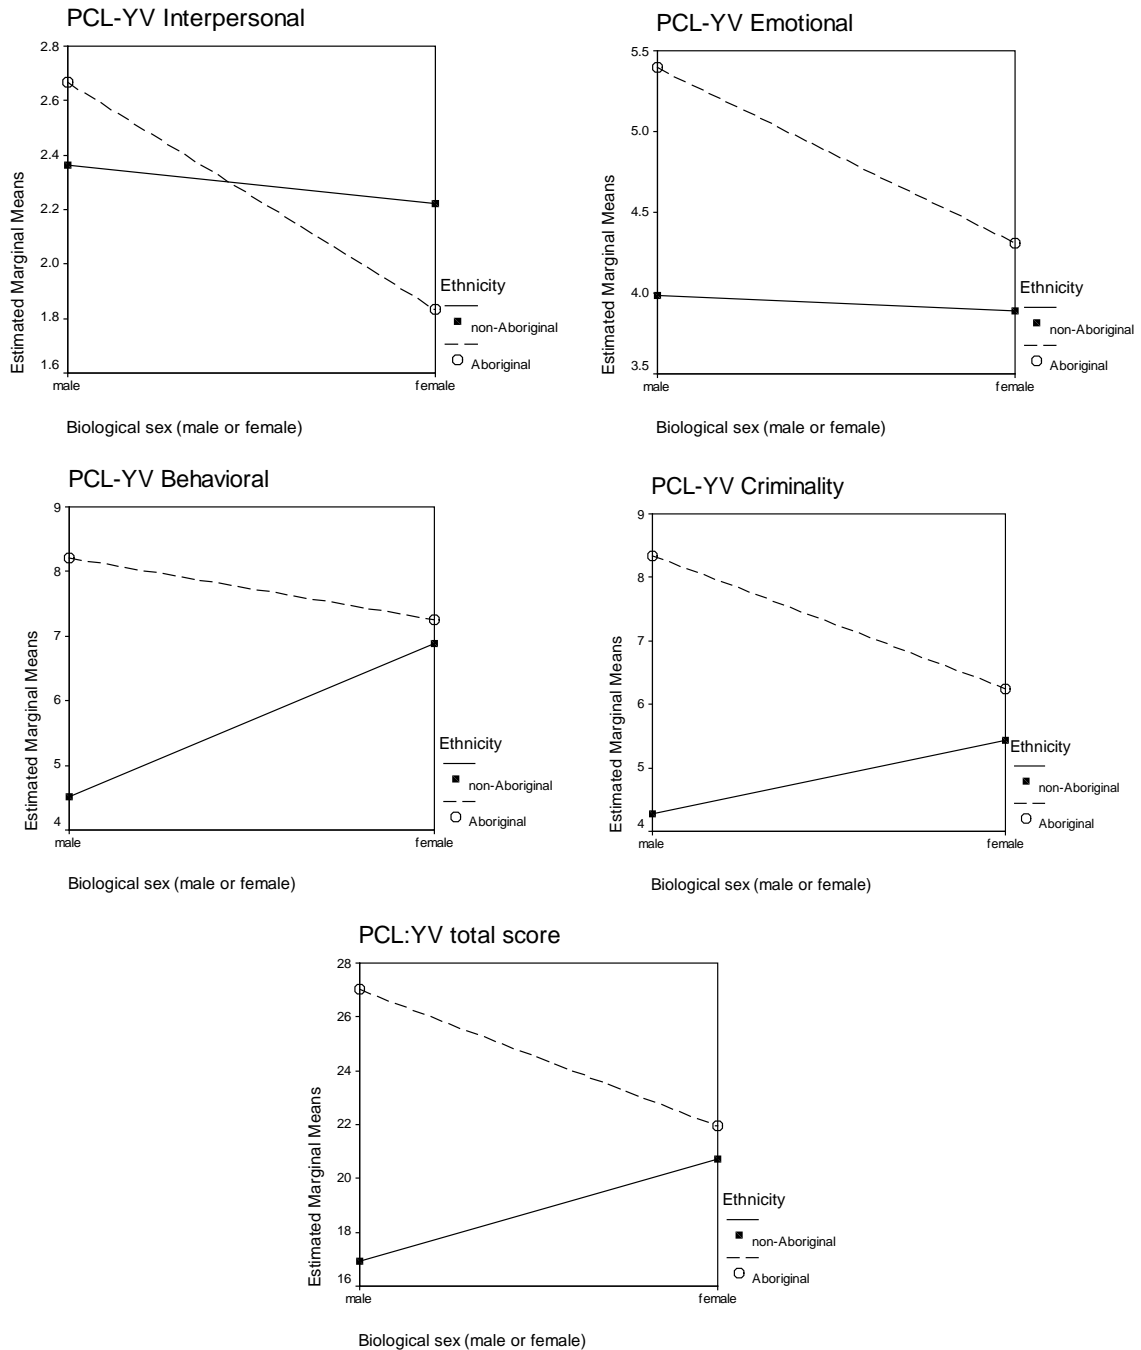 PCL-YV Interpersonal
2.8
2.6
2.4
2.2
2.0
1.8
1.6
Estimated Marginal Means
male
female
Biological sex (male or female)
Ethnicity
non-Aboriginal
Aboriginal
PCL-YV Emotional
5.5
5.0
4.5
4.0
3.5
Estimated Marginal Means
male
female
Biological sex (male or female)
Ethnicity
non-Aboriginal
Aboriginal
PCL-YV Behavioral
9
8
7
6
5
4
Estimated Marginal Means
male
female
Biological sex (male or female)
Ethnicity
non-Aboriginal
Aboriginal
PCL-YV Criminality
9
8
7
6
5
4
Estimated Marginal Means
male
female
Biological sex (male or female)
Ethnicity
non-Aboriginal
Aboriginal
PCL:YV total score
28
26
24
22
20
18
16
Estimated Marginal Means
male
female
Biological sex (male or female)
Ethnicity
non-Aboriginal
Aboriginal